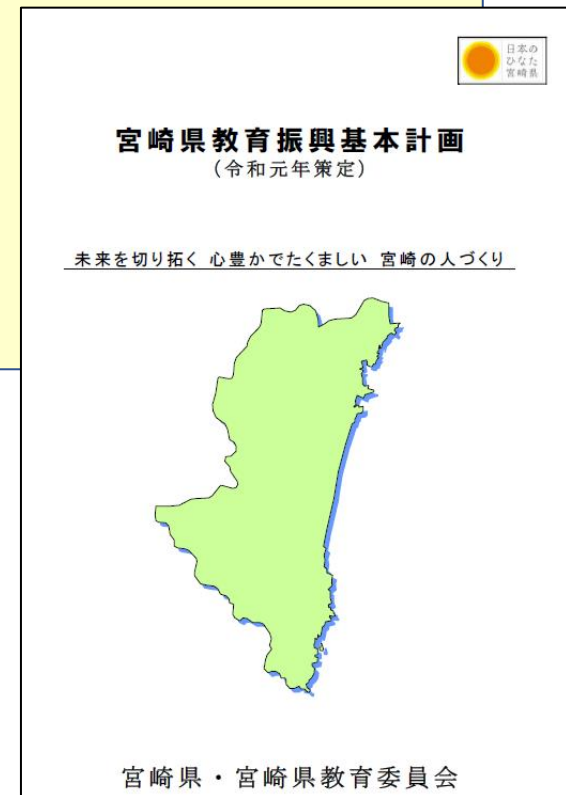 日本の
ひなた
宮崎県
宮崎県教育振興基本計画
（令和元年策定）
未来を切り拓く 心豊かでたくましい 宮崎の人づくり
宮崎県・宮崎県教育委員会